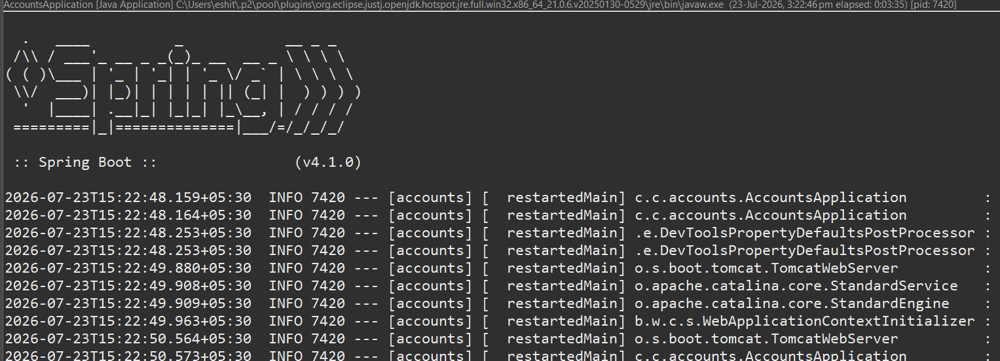 AccountsApplication [Java Application] C:\Users\eshit\.p2\pool\plugins\org.eclipse.justj.openjdk.hotspot.jre.full.win32.x86_64_21.0.6.v20250130-0529\jre\bin\javaw.exe  (23-Jul-2026, 3:22:46 pm elapsed: 0:03:35) [pid: 7420]
  .   ____          _            __ _ _
 /\\ / ___'_ __ _ _(_)_ __  __ _ \ \ \ \
( ( )\___ | '_ | '_| | '_ \/ _` | \ \ \ \
 \\/  ___)| |_)| | | | | || (_| |  ) ) ) )
  '  |____| .__|_| |_|_| |_\__, | / / / /
 =========|_|==============|___/=/_/_/_/
 :: Spring Boot ::                (v4.1.0)
2026-07-23T15:22:48.159+05:30  INFO 7420 --- [accounts] [  restartedMain] c.c.accounts.AccountsApplication         :
2026-07-23T15:22:48.164+05:30  INFO 7420 --- [accounts] [  restartedMain] c.c.accounts.AccountsApplication         :
2026-07-23T15:22:48.253+05:30  INFO 7420 --- [accounts] [  restartedMain] .e.DevToolsPropertyDefaultsPostProcessor :
2026-07-23T15:22:48.253+05:30  INFO 7420 --- [accounts] [  restartedMain] .e.DevToolsPropertyDefaultsPostProcessor :
2026-07-23T15:22:49.880+05:30  INFO 7420 --- [accounts] [  restartedMain] o.s.boot.tomcat.TomcatWebServer          :
2026-07-23T15:22:49.908+05:30  INFO 7420 --- [accounts] [  restartedMain] o.apache.catalina.core.StandardService   :
2026-07-23T15:22:49.909+05:30  INFO 7420 --- [accounts] [  restartedMain] o.apache.catalina.core.StandardEngine    :
2026-07-23T15:22:49.963+05:30  INFO 7420 --- [accounts] [  restartedMain] b.w.c.s.WebApplicationContextInitializer :
2026-07-23T15:22:50.564+05:30  INFO 7420 --- [accounts] [  restartedMain] o.s.boot.tomcat.TomcatWebServer          :
2026-07-23T15:22:50.573+05:30  INFO 7420 --- [accounts] [  restartedMain] c.c.accounts.AccountsApplication         :